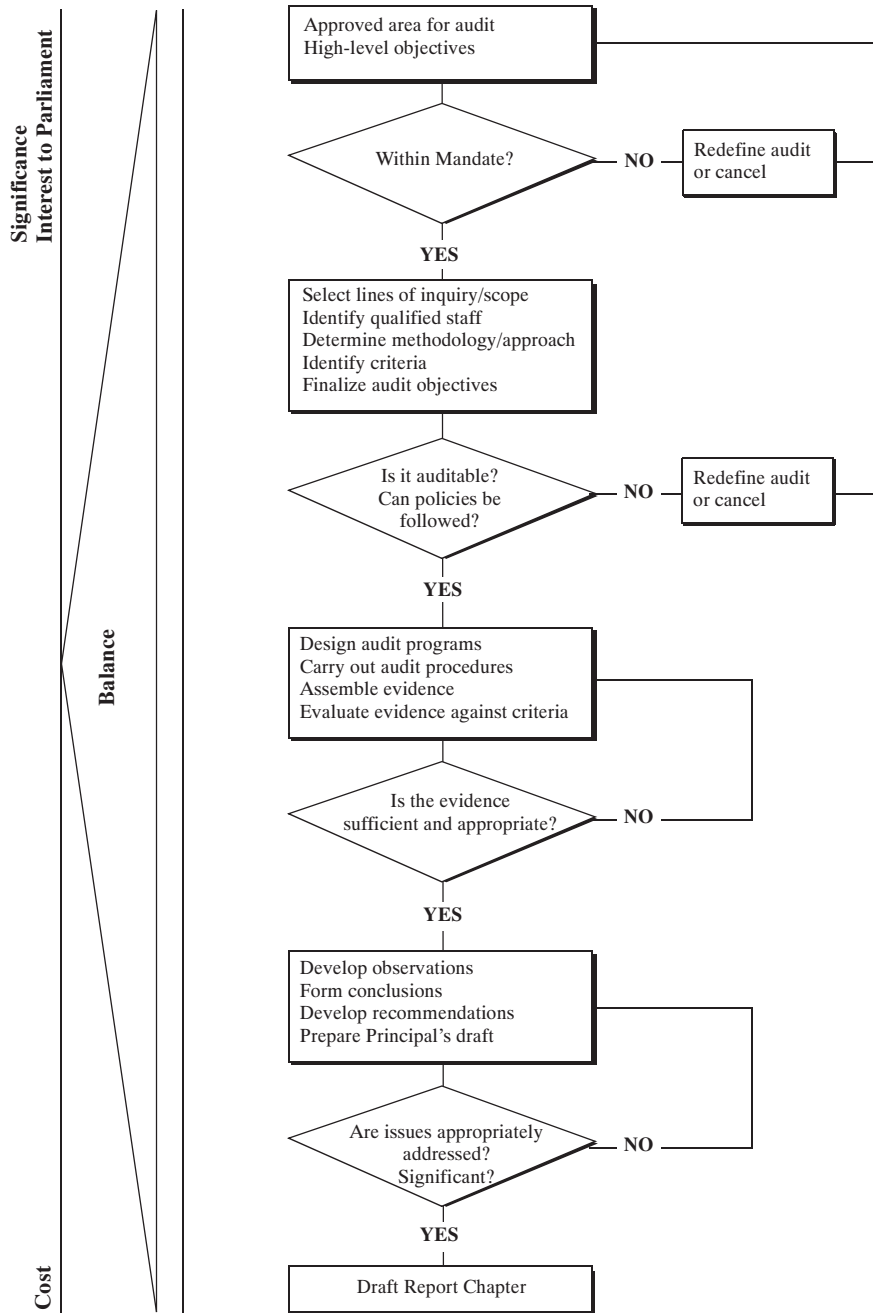 Significance
Interest to Parliament
Balance
Cost
Approved area for audit
High-level objectives
Within Mandate?
NO
Redefine audit
or cancel
YES
Select lines of inquiry/scope
Identify qualified staff
Determine methodology/approach
Identify criteria
Finalize audit objectives
Is it auditable?
Can policies be
followed?
NO
Redefine audit
or cancel
YES
Design audit programs
Carry out audit procedures
Assemble evidence
Evaluate evidence against criteria
Is the evidence
sufficient and appropriate?
NO
YES
Develop observations
Form conclusions
Develop recommendations
Prepare Principal's draft
Are issues appropriately
addressed?
Significant?
NO
YES
Draft Report Chapter